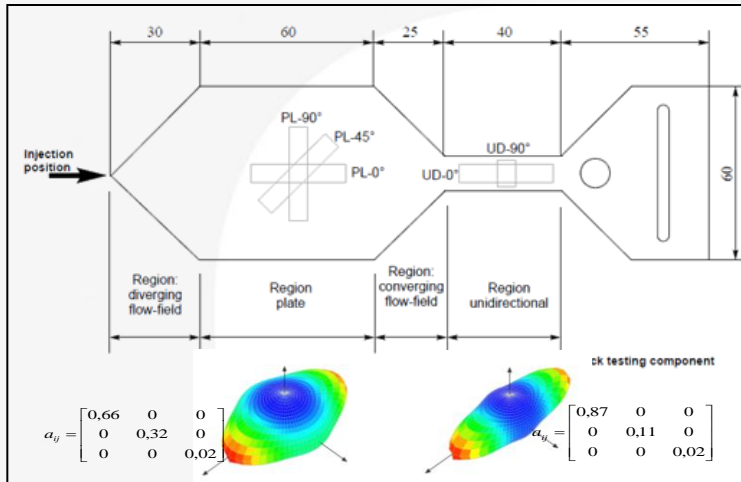 30 60 25 40 55
PL-90°
PL-45°
PL-0°
UD-90°
UD-0°
Injection
position
60
Region:
diverging
flow-field
Region
plate
Region:
converging
flow-field
Region
unidirectional
ck testing component
a_ij = [0,66 0 0
0 0,32 0
0 0 0,02]
a_ij = [0,87 0 0
0 0,11 0
0 0 0,02]